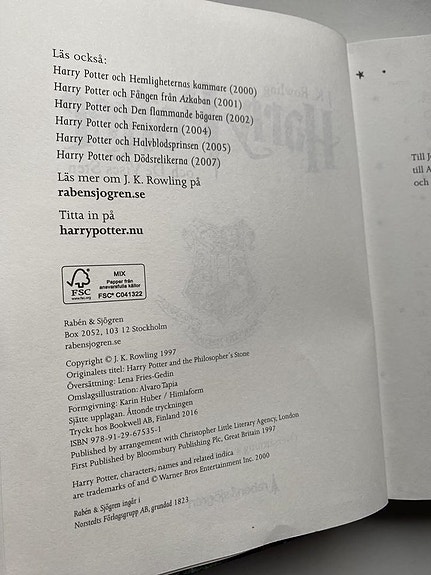 Läs också:
Harry Potter och Hemligheternas kammare (2000)
Harry Potter och Fången från Azkaban (2001)
Harry Potter och Den flammande bägaren (2002)
Harry Potter och Fenixordern (2004)
Harry Potter och Halvblodsprinsen (2005)
Harry Potter och Dödsrelikerna (2007)
Läs mer om J. K. Rowling på
rabensjogren.se
Titta in på
harrypotter.nu
FSC
www.fsc.org
MIX
Papper från
ansvarsfulla källor
FSC® C041322
Rabén & Sjögren
Box 2052, 103 12 Stockholm
rabensjogren.se
Copyright © J. K. Rowling 1997
Originalets titel: Harry Potter and the Philosopher's Stone
Översättning: Lena Fries-Gedin
Omslagsillustration: Alvaro Tapia
Formgivning: Karin Huber / Himlaform
Sjätte upplagan. Åttonde tryckningen
Tryckt hos Bookwell AB, Finland 2016
ISBN 978-91-29-67535-1
Published by arrangement with Christopher Little Literary Agency, London
First Published by Bloomsbury Publishing Plc, Great Britain 1997
Harry Potter, characters, names and related indica
are trademarks of and © Warner Bros Entertainment Inc. 2000
Rabén & Sjögren ingår i
Norstedts Förlagsgrupp AB, grundad 1823
Till J
till A
och